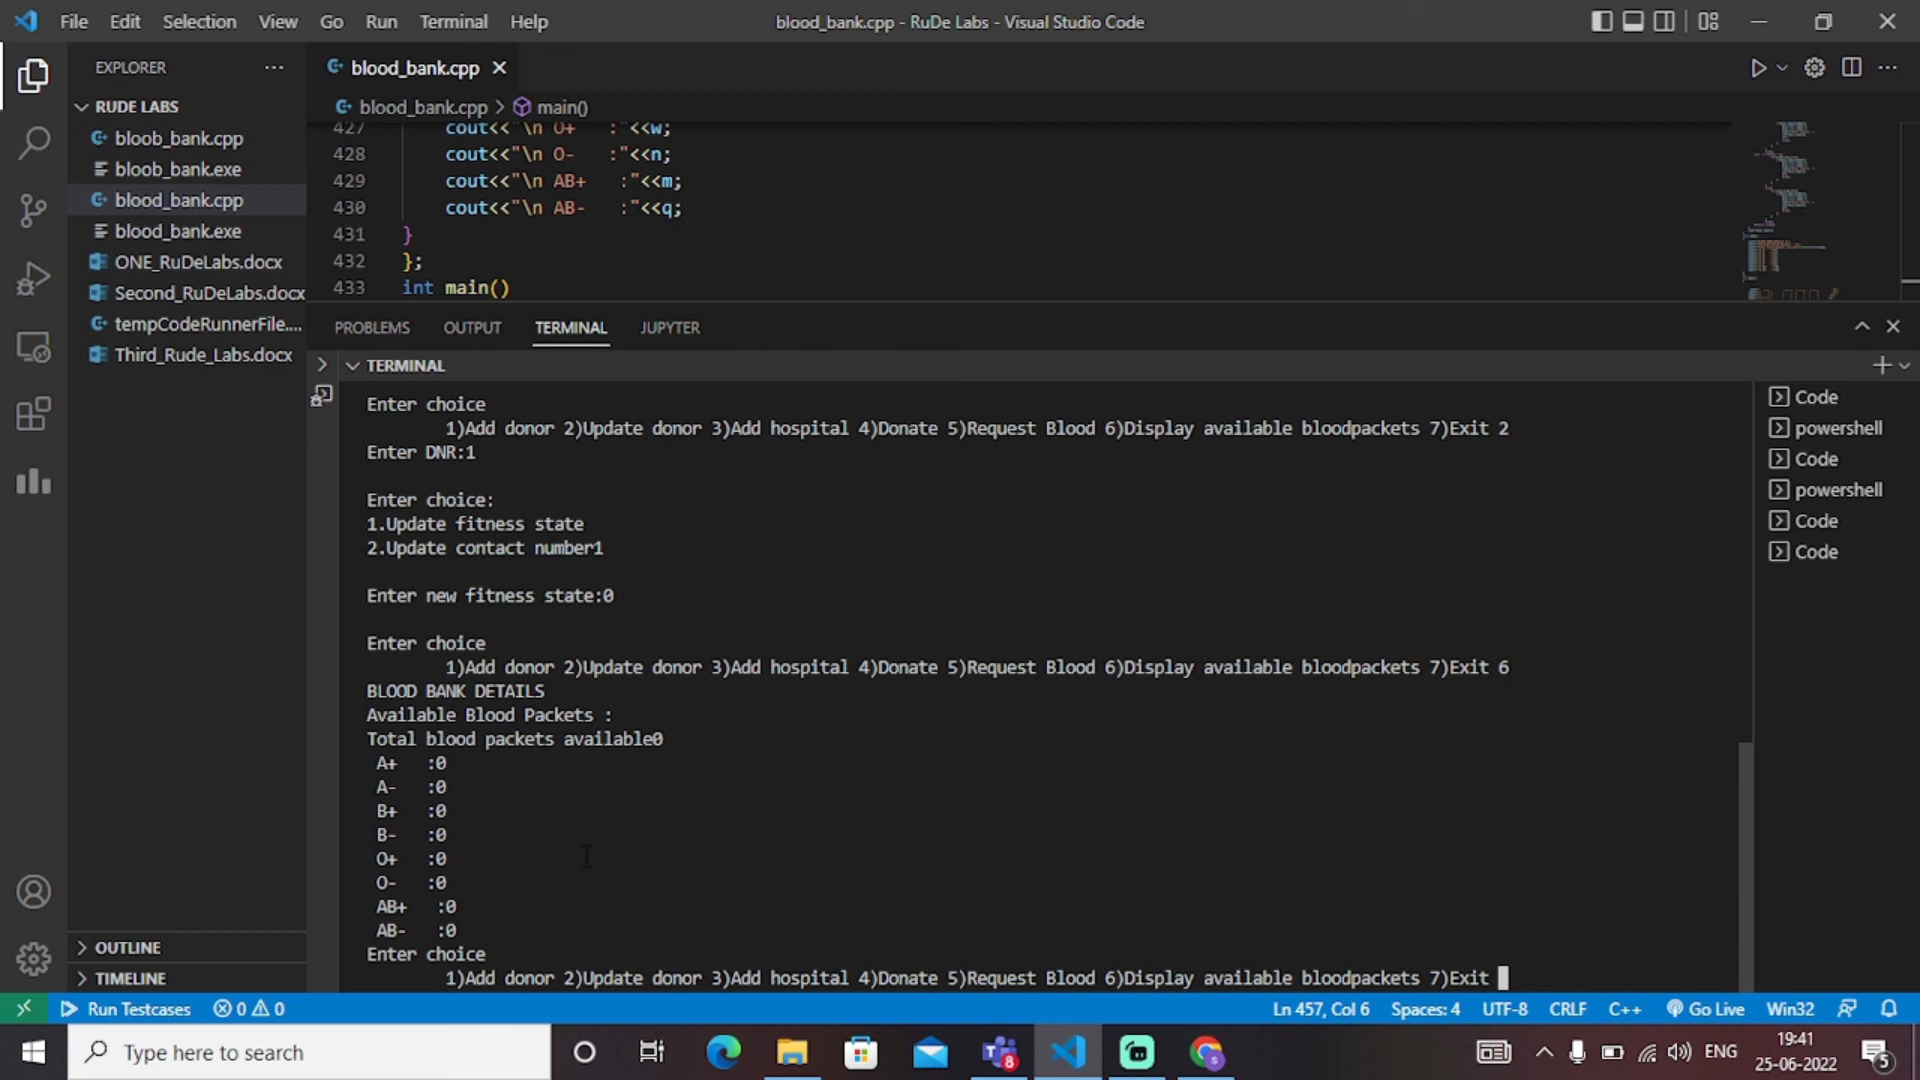 File Edit Selection View Go Run Terminal Help
blood_bank.cpp - RuDe Labs - Visual Studio Code
EXPLORER
blood_bank.cpp
RUDE LABS
bloob_bank.cpp
bloob_bank.exe
blood_bank.cpp
blood_bank.exe
ONE_RuDeLabs.docx
Second_RuDeLabs.docx
tempCodeRunnerFile....
Third_Rude_Labs.docx
OUTLINE
TIMELINE
blood_bank.cpp > main()
427 cout<<"\n O+   :"<<w;
428 cout<<"\n O-   :"<<n;
429 cout<<"\n AB+   :"<<m;
430 cout<<"\n AB-   :"<<q;
431 }
432 };
433 int main()
PROBLEMS OUTPUT TERMINAL JUPYTER
TERMINAL
Enter choice
1)Add donor 2)Update donor 3)Add hospital 4)Donate 5)Request Blood 6)Display available bloodpackets 7)Exit 2
Enter DNR:1
Enter choice:
1.Update fitness state
2.Update contact number1
Enter new fitness state:0
Enter choice
1)Add donor 2)Update donor 3)Add hospital 4)Donate 5)Request Blood 6)Display available bloodpackets 7)Exit 6
BLOOD BANK DETAILS
Available Blood Packets :
Total blood packets available0
A+   :0
A-   :0
B+   :0
B-   :0
O+   :0
O-   :0
AB+   :0
AB-   :0
Enter choice
1)Add donor 2)Update donor 3)Add hospital 4)Donate 5)Request Blood 6)Display available bloodpackets 7)Exit
Code
powershell
Code
powershell
Code
Code
Run Testcases 0 0 Ln 457, Col 6 Spaces: 4 UTF-8 CRLF C++ Go Live Win32
Type here to search
8
ENG
19:41
25-06-2022
5